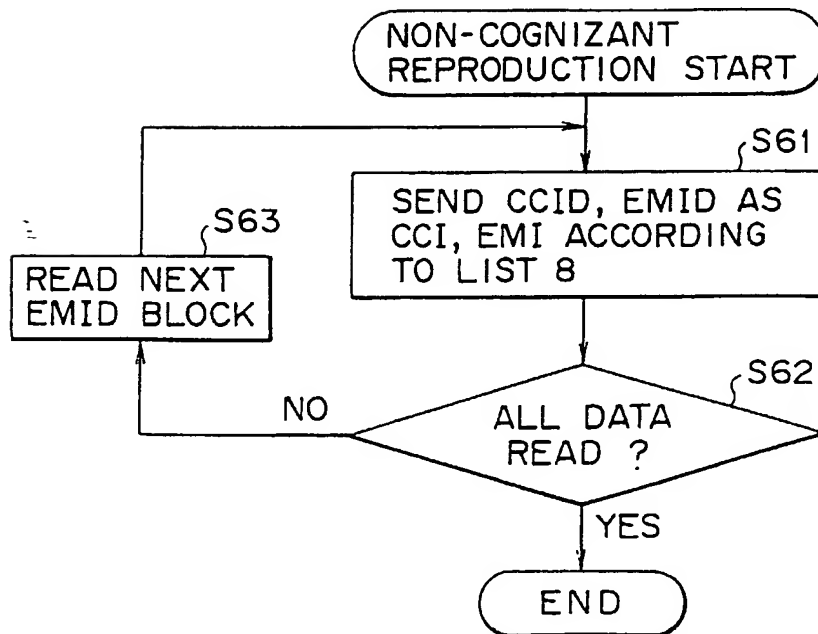 NON-COGNIZANT
REPRODUCTION START
S61
SEND CCID, EMID AS
CCI, EMI ACCORDING
TO LIST 8
S63
READ NEXT
EMID BLOCK
S62
ALL DATA
READ ?
NO
YES
END